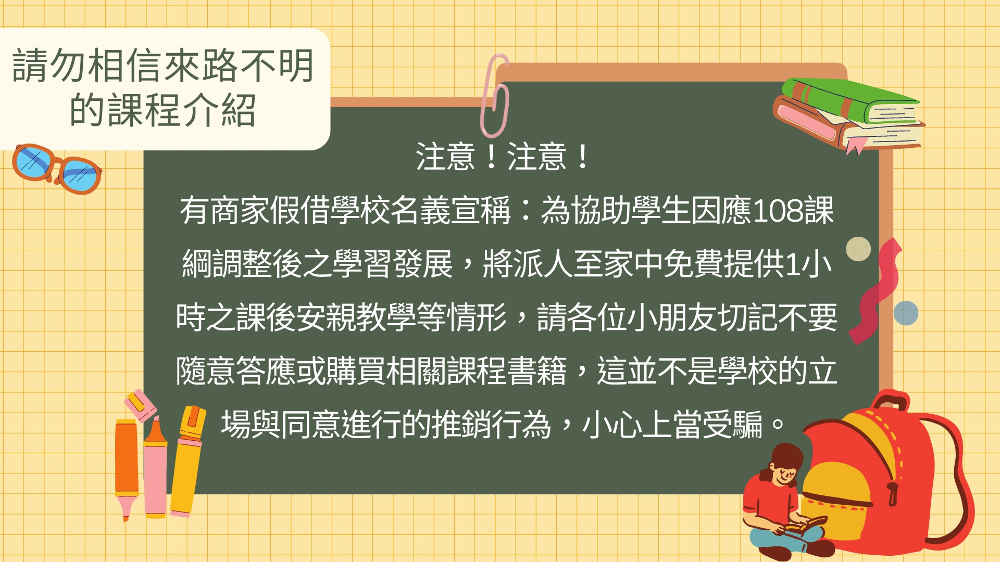 請勿相信來路不明
的課程介紹
注意！注意！
有商家假借學校名義宣稱：為協助學生因應108課
綱調整後之學習發展，將派人至家中免費提供1小
時之課後安親教學等情形，請各位小朋友切記不要
隨意答應或購買相關課程書籍，這並不是學校的立
場與同意進行的推銷行為，小心上當受騙。